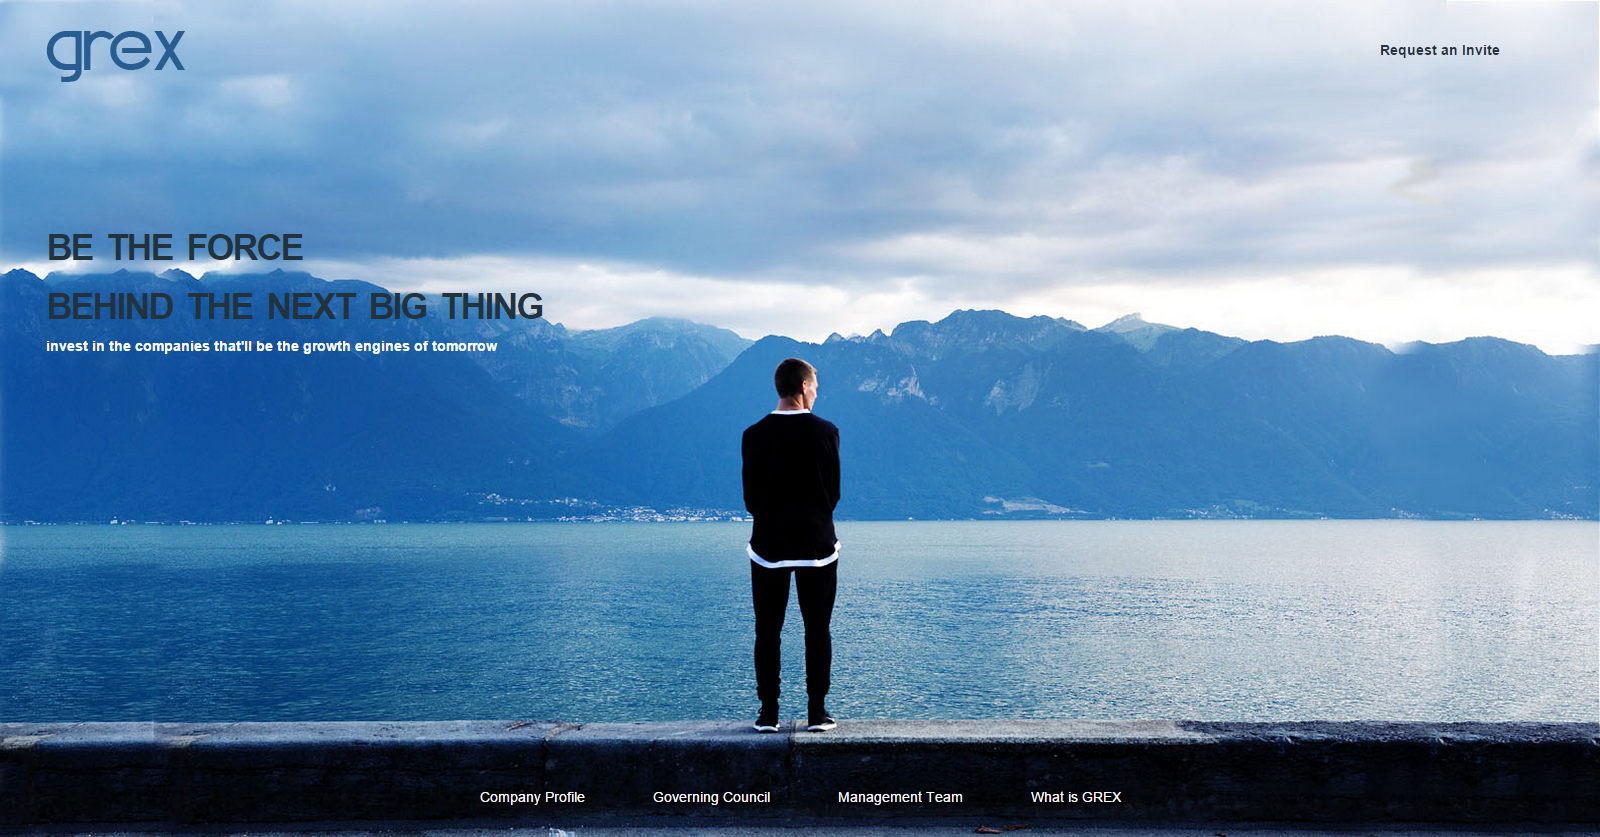 grex
Request an Invite
BE THE FORCE
BEHIND THE NEXT BIG THING
invest in the companies that'll be the growth engines of tomorrow
Company Profile
Governing Council
Management Team
What is GREX